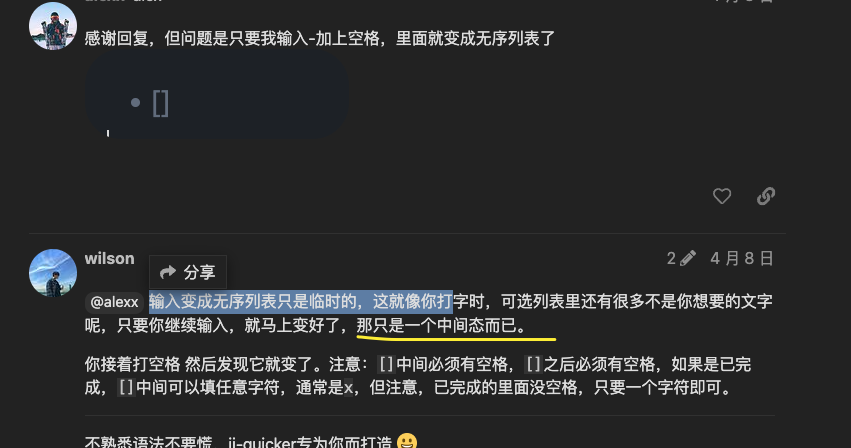 感谢回复，但问题是只要我输入-加上空格，里面就变成无序列表了
• []
wilson
2 4 月 8 日
分享
@alexx 输入变成无序列表只是临时的，这就像你打字时，可选列表里还有很多不是你想要的文字
呢，只要你继续输入，就马上变好了，那只是一个中间态而已。
你接着打空格 然后发现它就变了。注意：[]中间必须有空格，[]之后必须有空格，如果是已完
成，[]中间可以填任意字符，通常是x，但注意，已完成的里面没空格，只要一个字符即可。
不熟悉语法不要慌，ij-quicker专为你而打造 😀